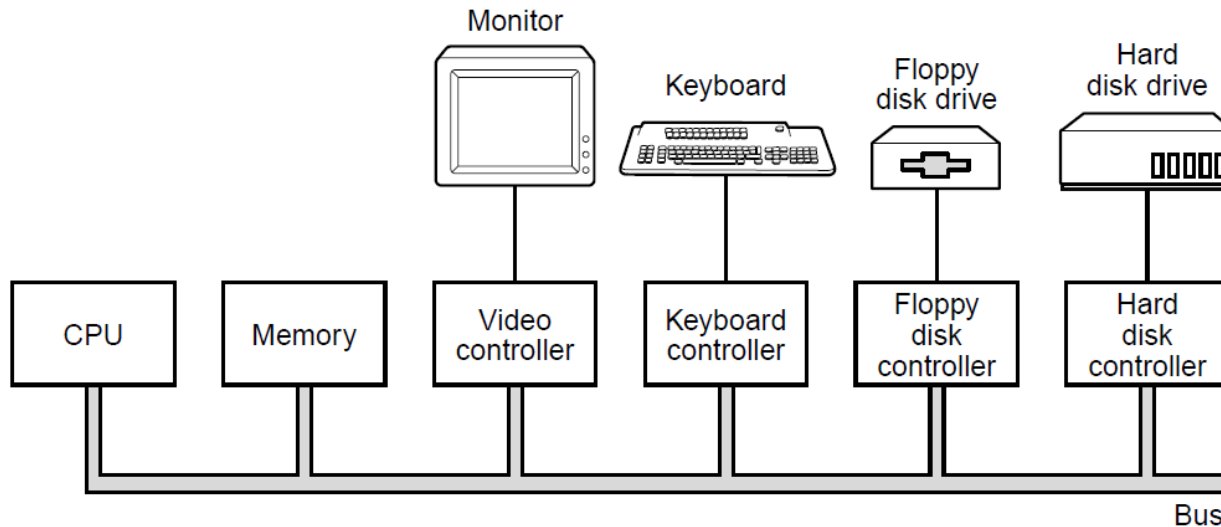 Monitor
Keyboard
Floppy
disk drive
Hard
disk drive
CPU
Memory
Video
controller
Keyboard
controller
Floppy
disk
controller
Hard
disk
controller
Bus